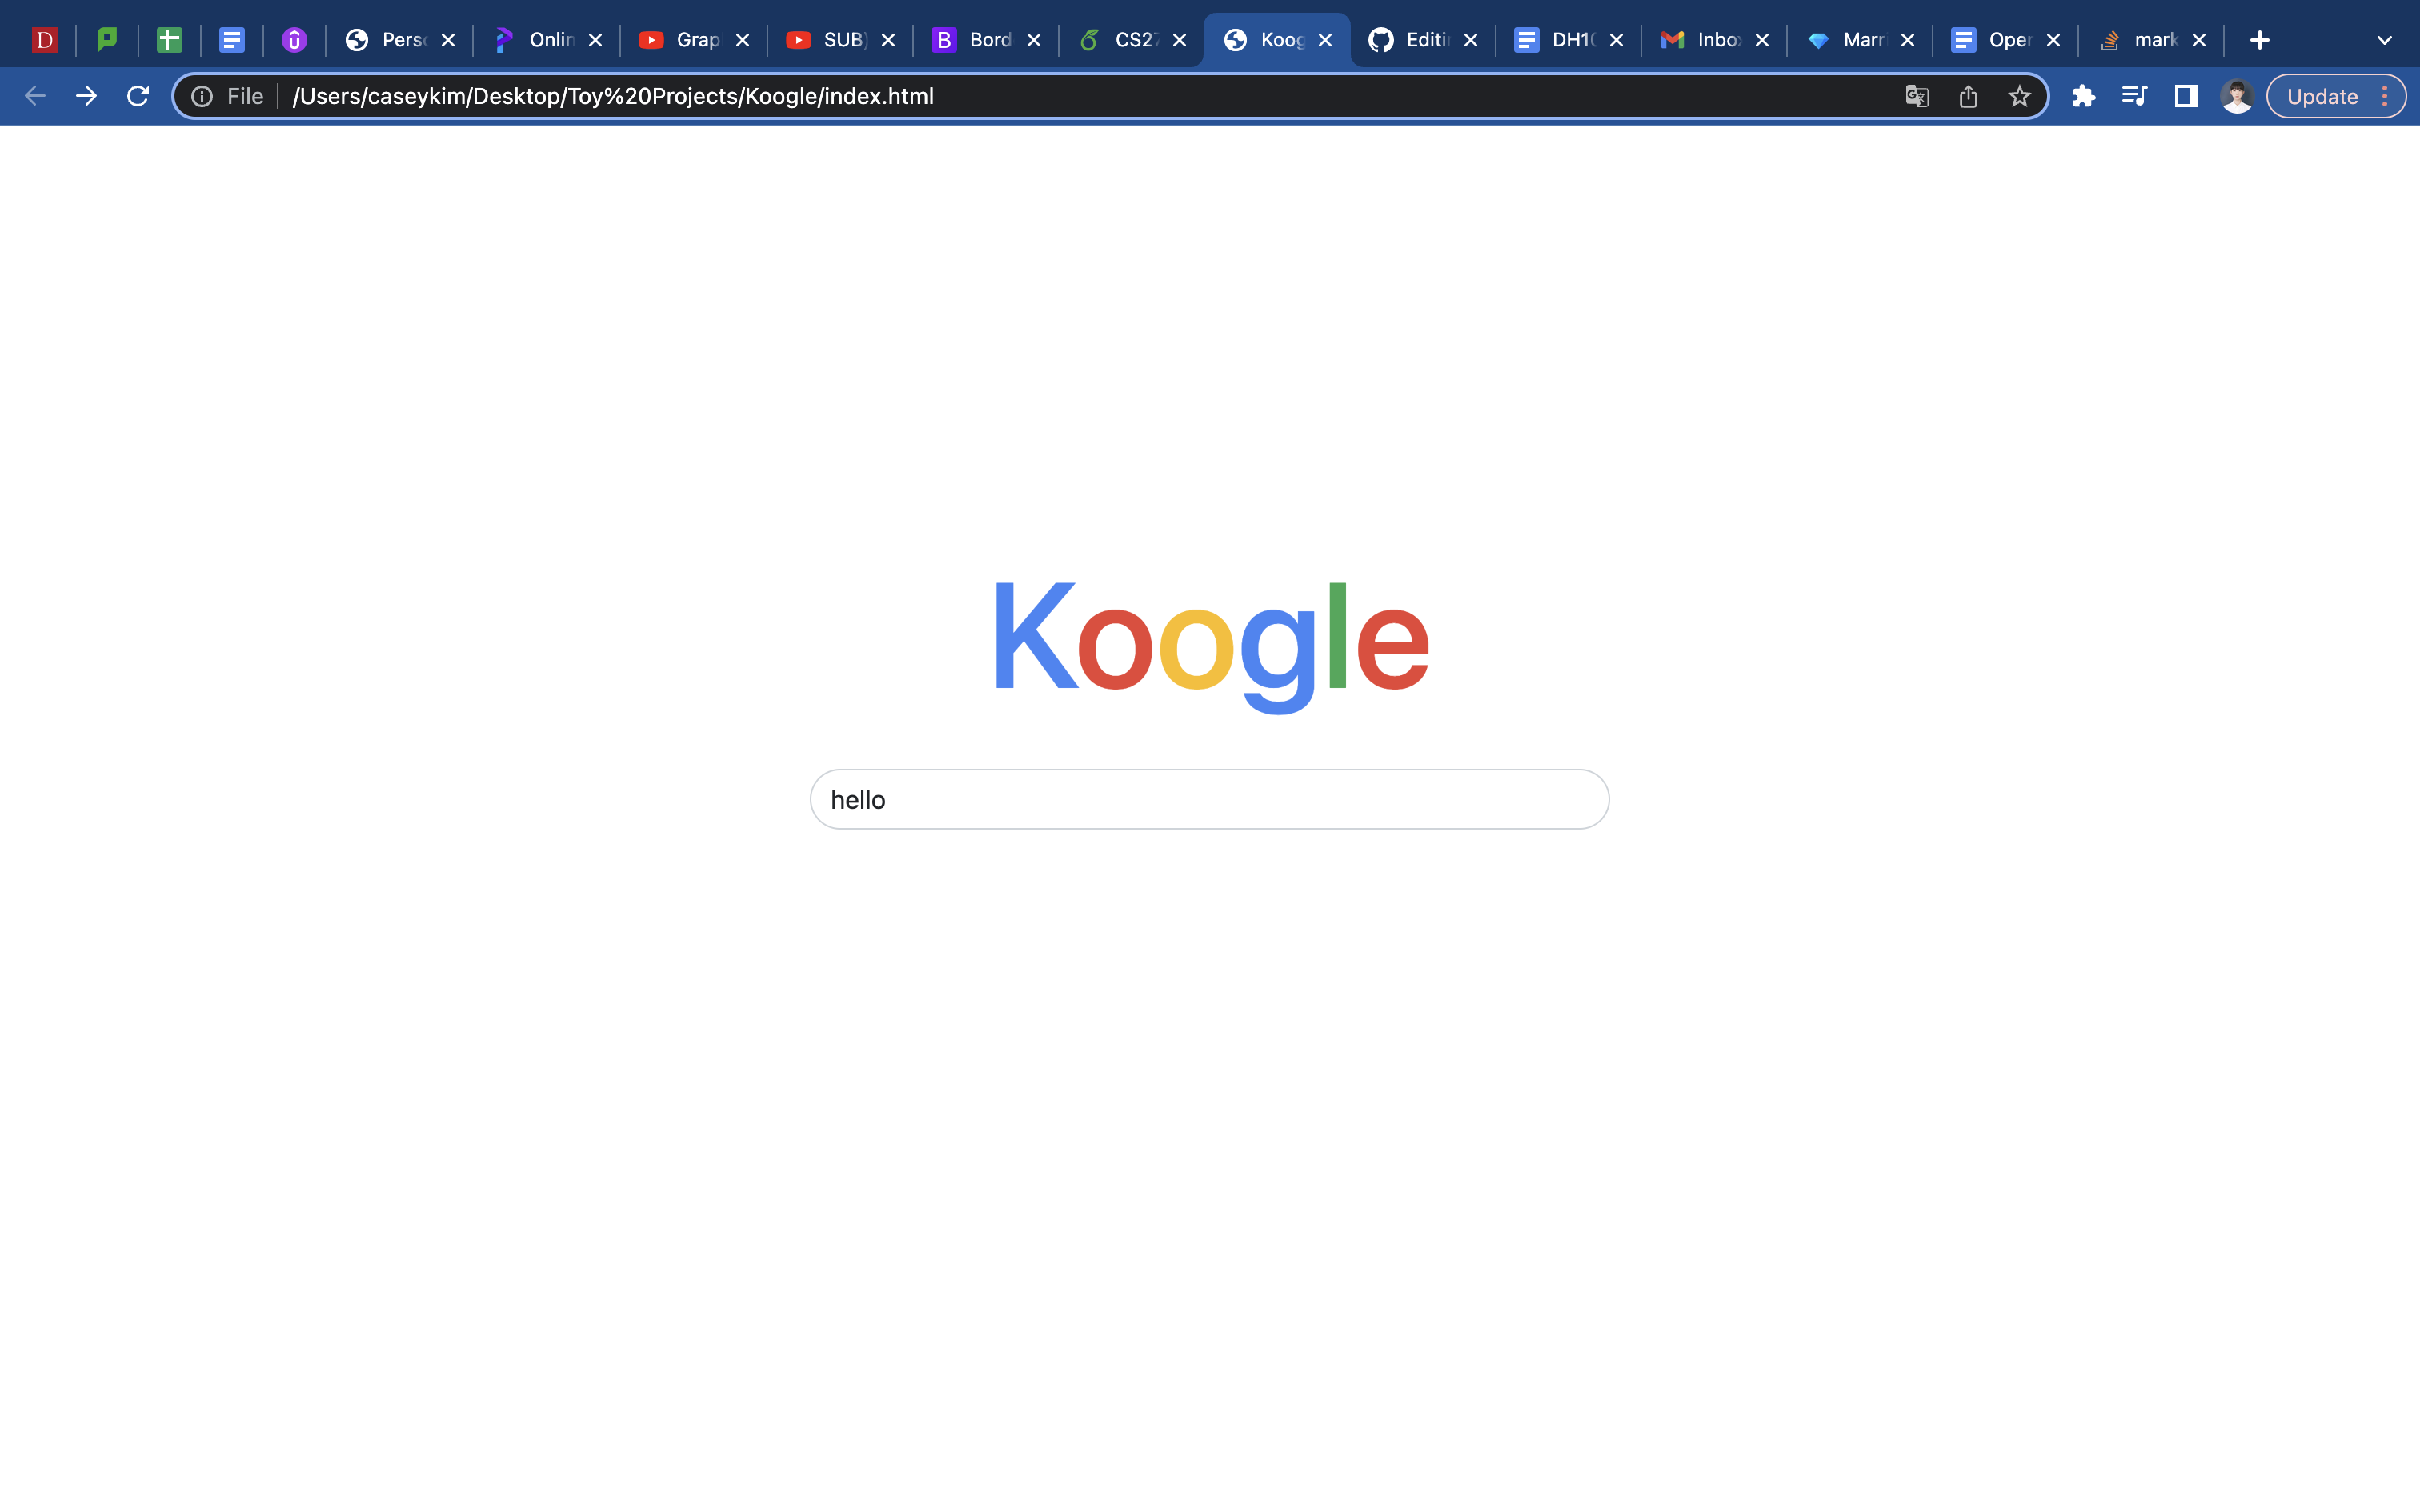 Pers Onlin Grap SUB) Bord CS27 Koog Editi DH10 Inbo Marr Oper mark
File /Users/caseykim/Desktop/Toy%20Projects/Koogle/index.html Update
Koogle
hello